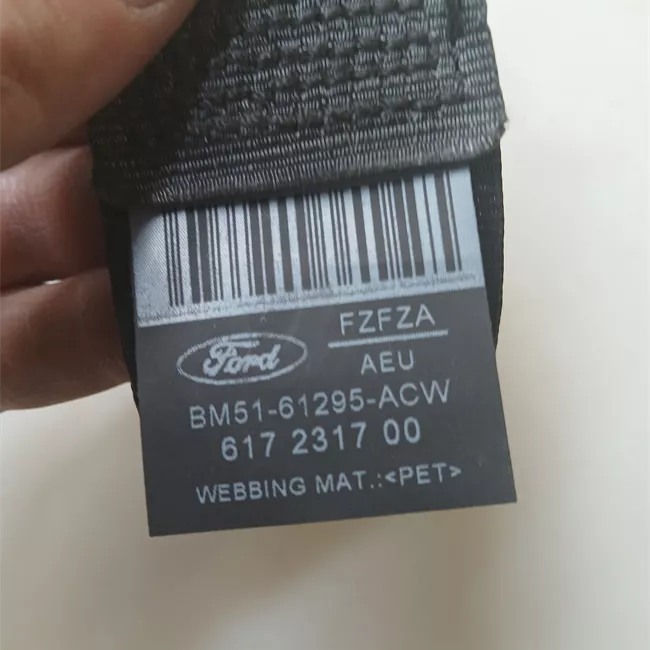 Ford
FZFZA
AEU
BM51-61295-ACW
617 2317 00
WEBBING MAT.:<PET>